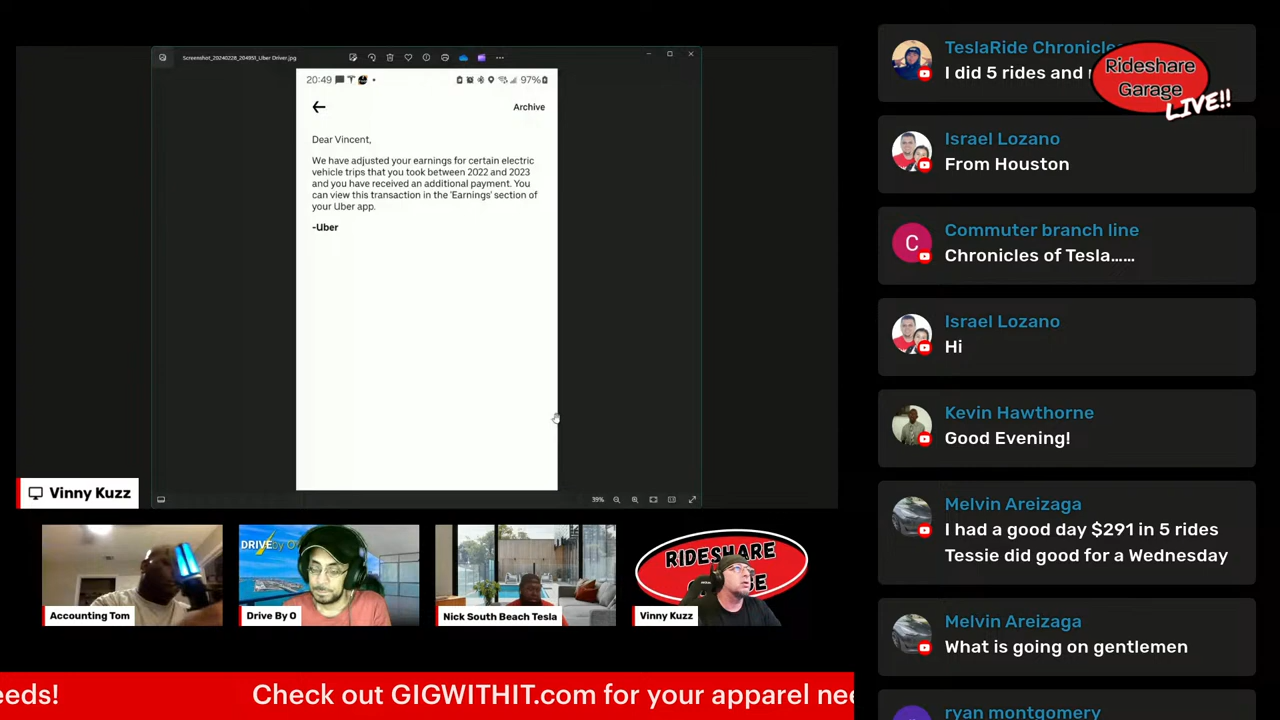 Screenshot_20240228_204951_Uber Driver.jpg
20:49
97%
Archive
Dear Vincent,
We have adjusted your earnings for certain electric
vehicle trips that you took between 2022 and 2023
and you have received an additional payment. You
can view this transaction in the 'Earnings' section of
your Uber app.
-Uber
39%
Vinny Kuzz
DRIVE By O
RIDESHARE
Accounting Tom
Drive By O
Nick South Beach Tesla
Vinny Kuzz
eeds!
Check out GIGWITHIT.com for your apparel nee
TeslaRide Chronicle
I did 5 rides and
Rideshare
Garage
LIVE!!
Israel Lozano
From Houston
C
Commuter branch line
Chronicles of Tesla......
Israel Lozano
Hi
Kevin Hawthorne
Good Evening!
Melvin Areizaga
I had a good day $291 in 5 rides
Tessie did good for a Wednesday
Melvin Areizaga
What is going on gentlemen
ryan montgomery